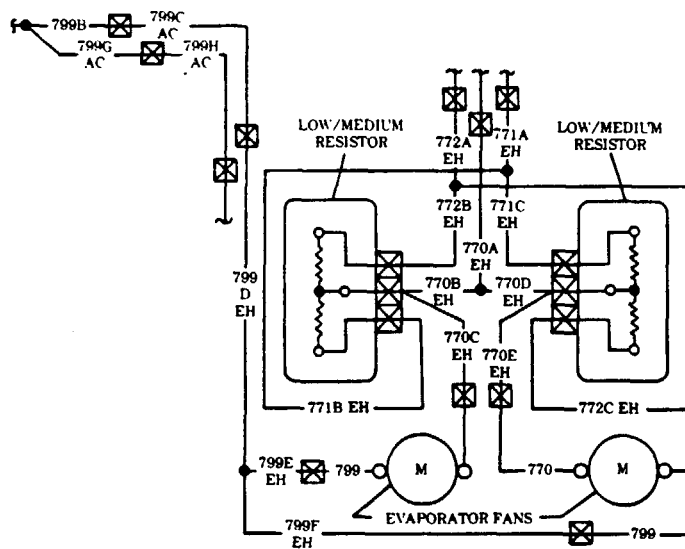 799B
799C
AC
799G
AC
799H
AC
LOW/MEDIUM
RESISTOR
772A
EH
771A
EH
LOW/MEDIUM
RESISTOR
772B
EH
771C
EH
799
D
EH
770A
EH
770B
EH
770D
EH
770C
EH
770E
EH
771B EH
772C EH
799E
EH
799
M
770
M
EVAPORATOR FANS
799F
EH
799